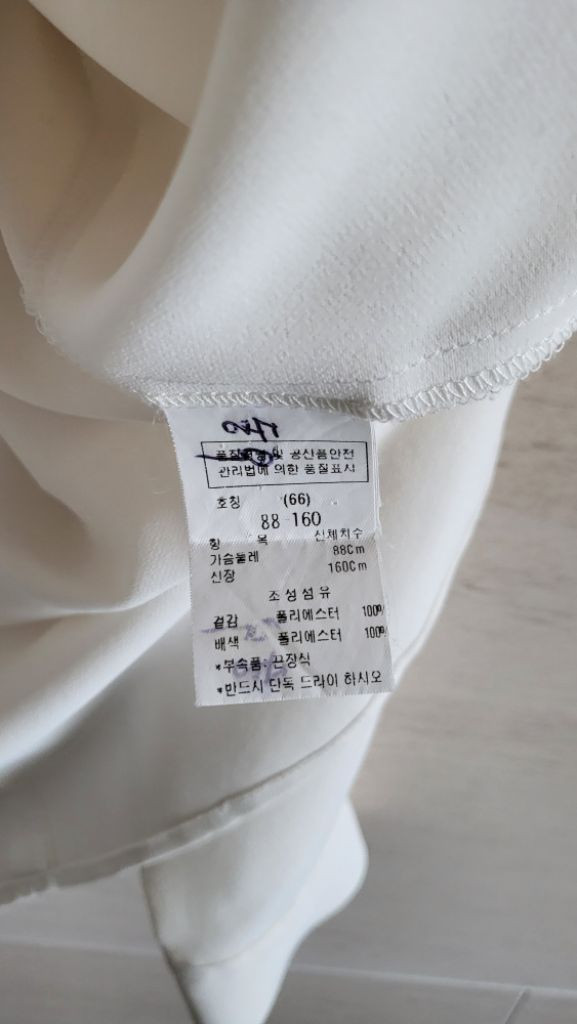 품질경영 및 공산품안전
관리법에 의한 품질표시
호칭 (66)
88-160
항 목 신체치수
가슴둘레 88Cm
신장 160Cm
조성섬유
겉감 폴리에스터 100%
배색 폴리에스터 100%
*부속품: 끈장식
*반드시 단독 드라이 하시오